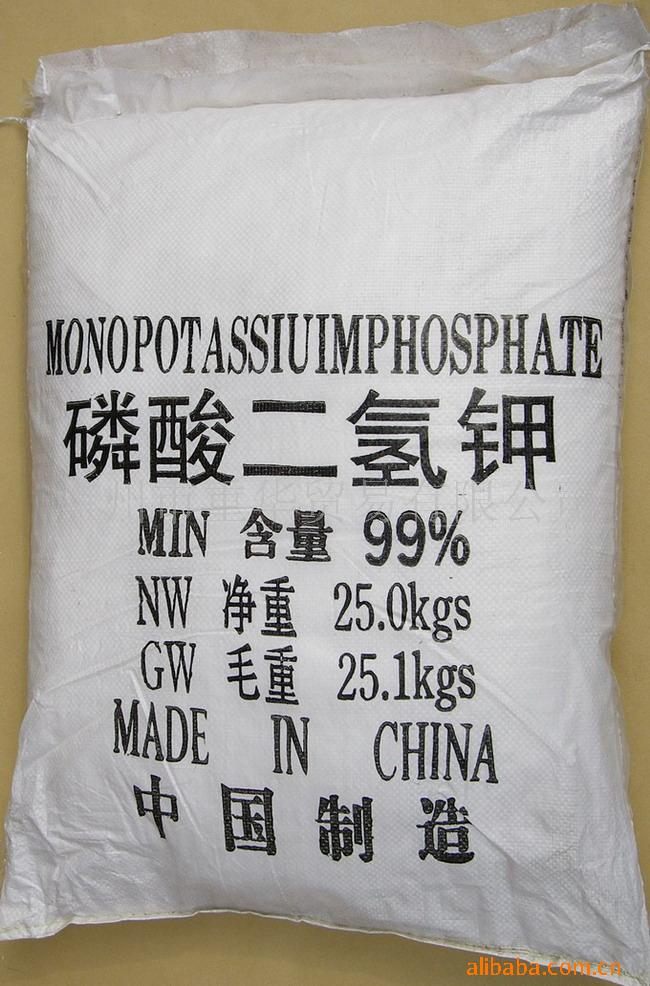 MONOPOTASSIUIMPHOSPHATE
磷酸二氢钾
MIN 含量 99%
NW 净重 25.0kgs
GW 毛重 25.1kgs
MADE IN CHINA
中国制造
alibaba.com.cn